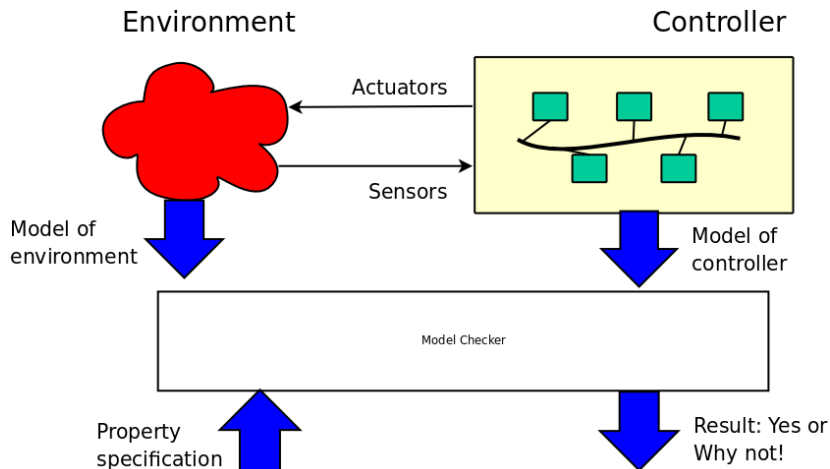 Environment
Controller
Actuators
Sensors
Model of
environment
Model of
controller
Model Checker
Property
specification
Result: Yes or
Why not!